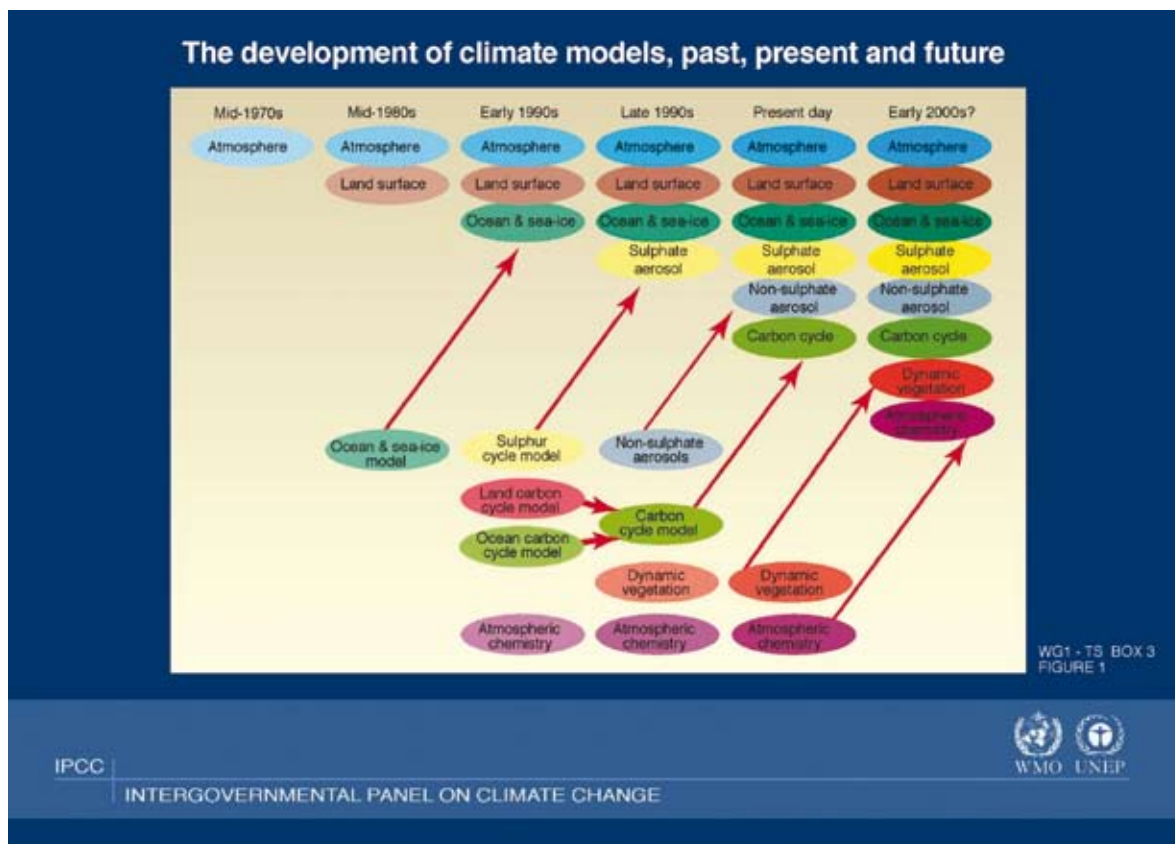 The development of climate models, past, present and future
Mid-1970s
Mid-1980s
Early 1990s
Late 1990s
Present day
Early 2000s?
Atmosphere
Atmosphere
Atmosphere
Atmosphere
Atmosphere
Atmosphere
Land surface
Land surface
Land surface
Land surface
Land surface
Ocean & sea-ice
Ocean & sea-ice
Ocean & sea-ice
Ocean & sea-ice
Sulphate
aerosol
Sulphate
aerosol
Sulphate
aerosol
Non-sulphate
aerosol
Non-sulphate
aerosol
Carbon cycle
Carbon cycle
Dynamic
vegetation
Atmospheric
chemistry
Ocean & sea-ice
model
Sulphur
cycle model
Non-sulphate
aerosols
Land carbon
cycle model
Carbon
cycle model
Ocean carbon
cycle model
Dynamic
vegetation
Dynamic
vegetation
Atmospheric
chemistry
Atmospheric
chemistry
Atmospheric
chemistry
WG1 - TS BOX 3
FIGURE 1
IPCC
INTERGOVERNMENTAL PANEL ON CLIMATE CHANGE
WMO UNEP